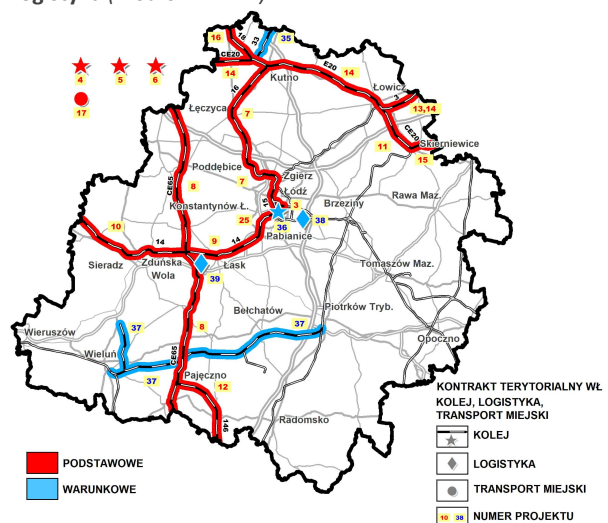 16
18
33
35
CE20
14
Kutno
E20
14
Łowicz
3
13,14
CE20
Skierniewice
11
15
4
5
6
17
Łęczyca
16
7
CE65
8
Poddębice
7
Zgierz
Łódź
15
3
Brzeziny
Rawa Maz.
Konstantynów Ł.
25
36
38
Pabianice
10
14
9
14
Sieradz
Zduńska
Wola
Łask
39
Tomaszów Maz.
Bełchatów
Piotrków Tryb.
37
8
Opoczno
Wieruszów
37
Wieluń
37
CE65
Pajęczno
12
146
Radomsko
KONTRAKT TERYTORIALNY WŁ
KOLEJ, LOGISTYKA,
TRANSPORT MIEJSKI
KOLEJ
LOGISTYKA
TRANSPORT MIEJSKI
10 38 NUMER PROJEKTU
PODSTAWOWE
WARUNKOWE